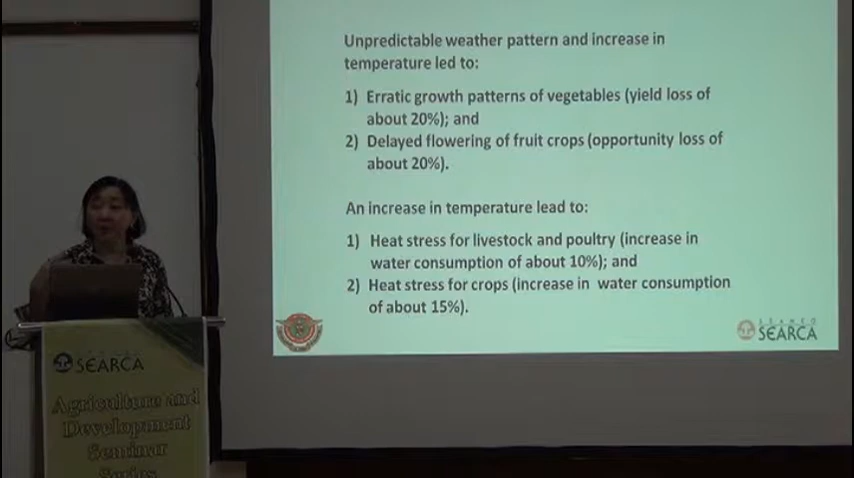 Unpredictable weather pattern and increase in
temperature led to:
1) Erratic growth patterns of vegetables (yield loss of
about 20%); and
2) Delayed flowering of fruit crops (opportunity loss of
about 20%).
An increase in temperature lead to:
1) Heat stress for livestock and poultry (increase in
water consumption of about 10%); and
2) Heat stress for crops (increase in water consumption
of about 15%).
SEAMEO
SEARCA
SEARCA
Agriculture and
Development
Seminar
Series